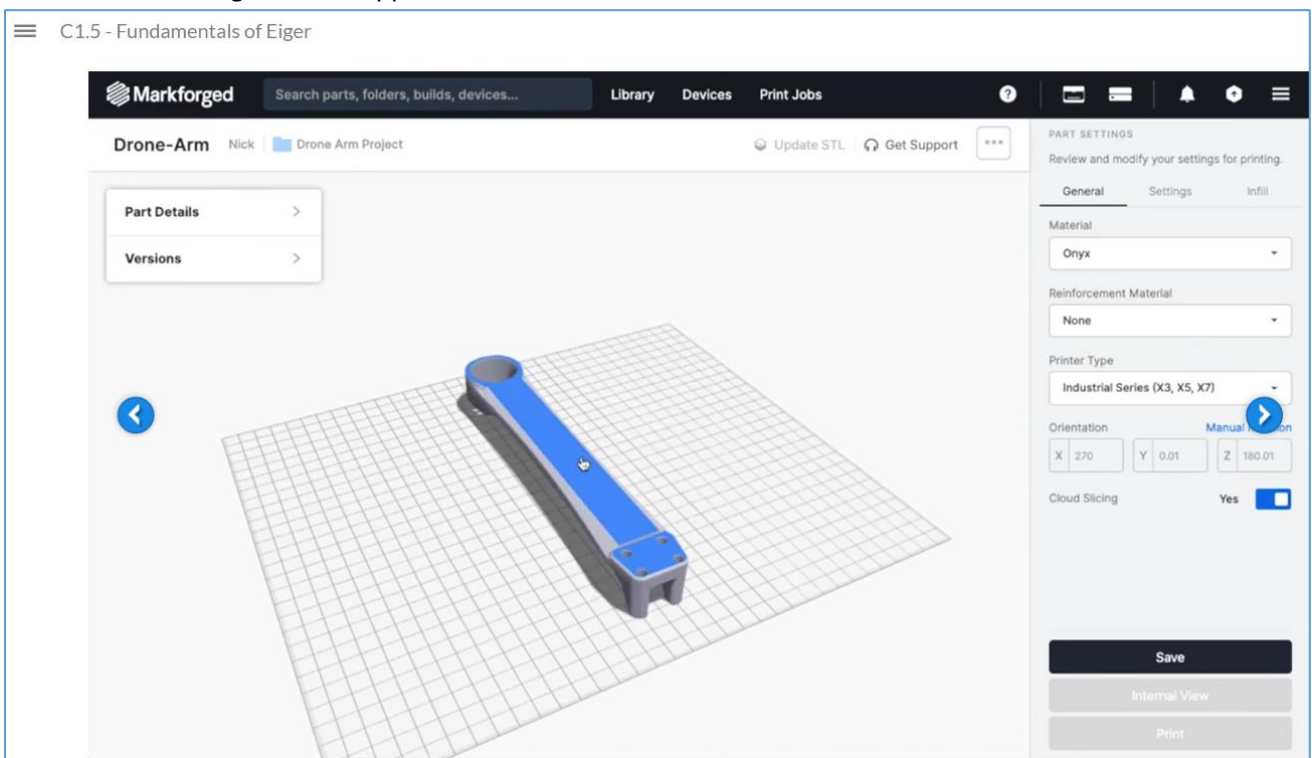 C1.5 - Fundamentals of Eiger
Markforged
Search parts, folders, builds, devices...
Library Devices Print Jobs
?
Drone-Arm Nick Drone Arm Project
Update STL Get Support
Part Details
Versions
PART SETTINGS
Review and modify your settings for printing.
General Settings Infill
Material
Onyx
Reinforcement Material
None
Printer Type
Industrial Series (X3, X5, X7)
Orientation Manual
X 270 Y 0.01 Z 180.01
Cloud Slicing Yes
Save
Internal View
Print